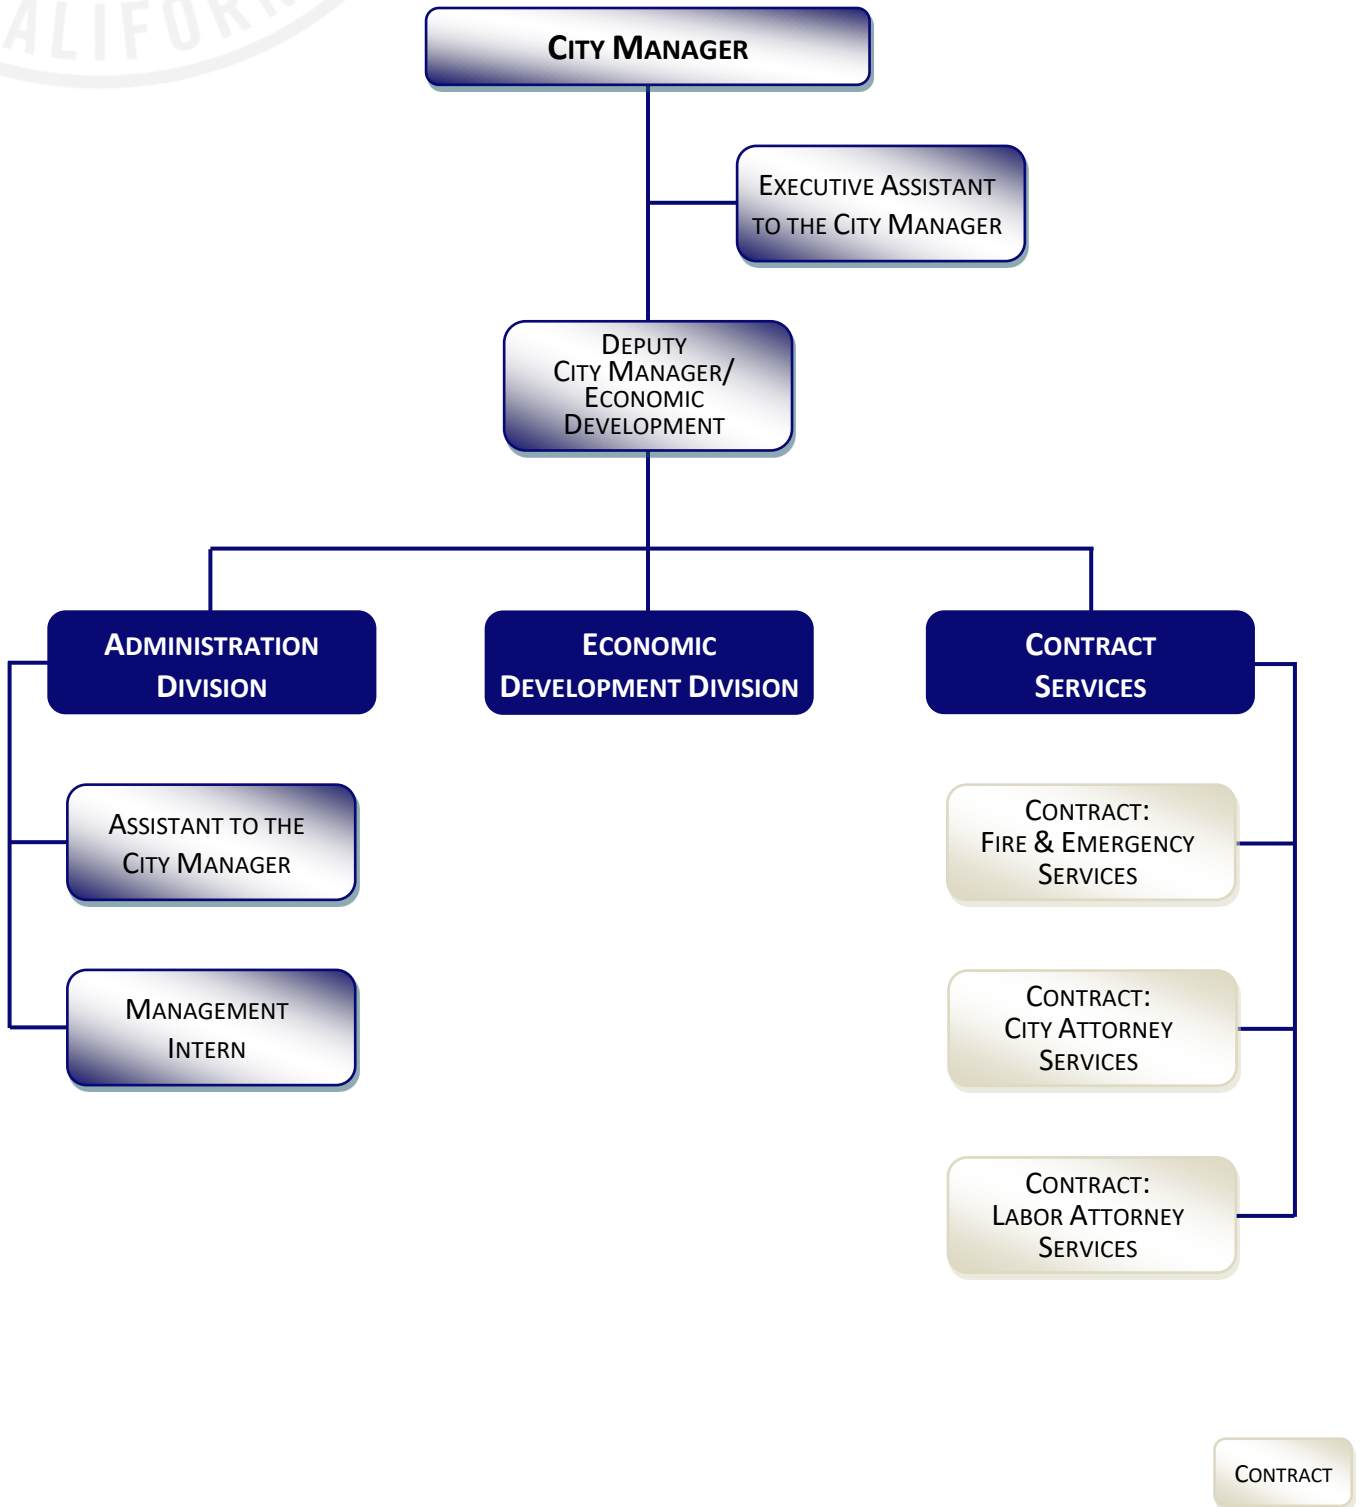 ALIFORN
CITY MANAGER
EXECUTIVE ASSISTANT
TO THE CITY MANAGER
DEPUTY
CITY MANAGER/
ECONOMIC
DEVELOPMENT
ADMINISTRATION
DIVISION
ECONOMIC
DEVELOPMENT DIVISION
CONTRACT
SERVICES
ASSISTANT TO THE
CITY MANAGER
MANAGEMENT
INTERN
CONTRACT:
FIRE & EMERGENCY
SERVICES
CONTRACT:
CITY ATTORNEY
SERVICES
CONTRACT:
LABOR ATTORNEY
SERVICES
CONTRACT